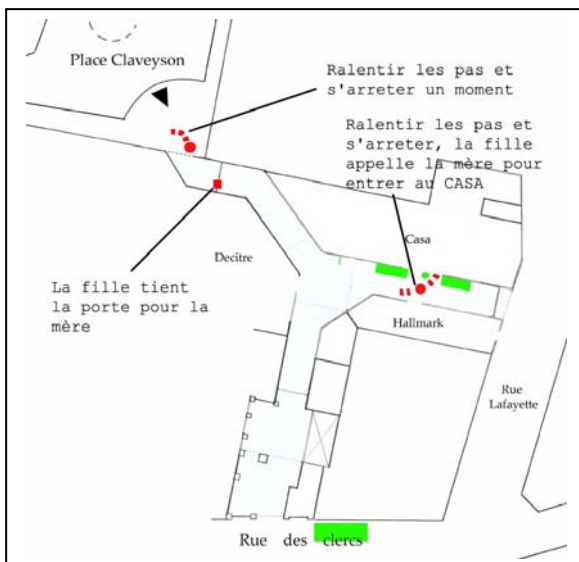 Place Claveyson
Ralentir les pas et
s'arreter un moment
Ralentir les pas et
s'arreter, la fille
appelle la mère pour
entrer au CASA
Casa
Decitre
La fille tient
la porte pour la
mère
Hallmark
Rue
Lafayette
Rue des clercs